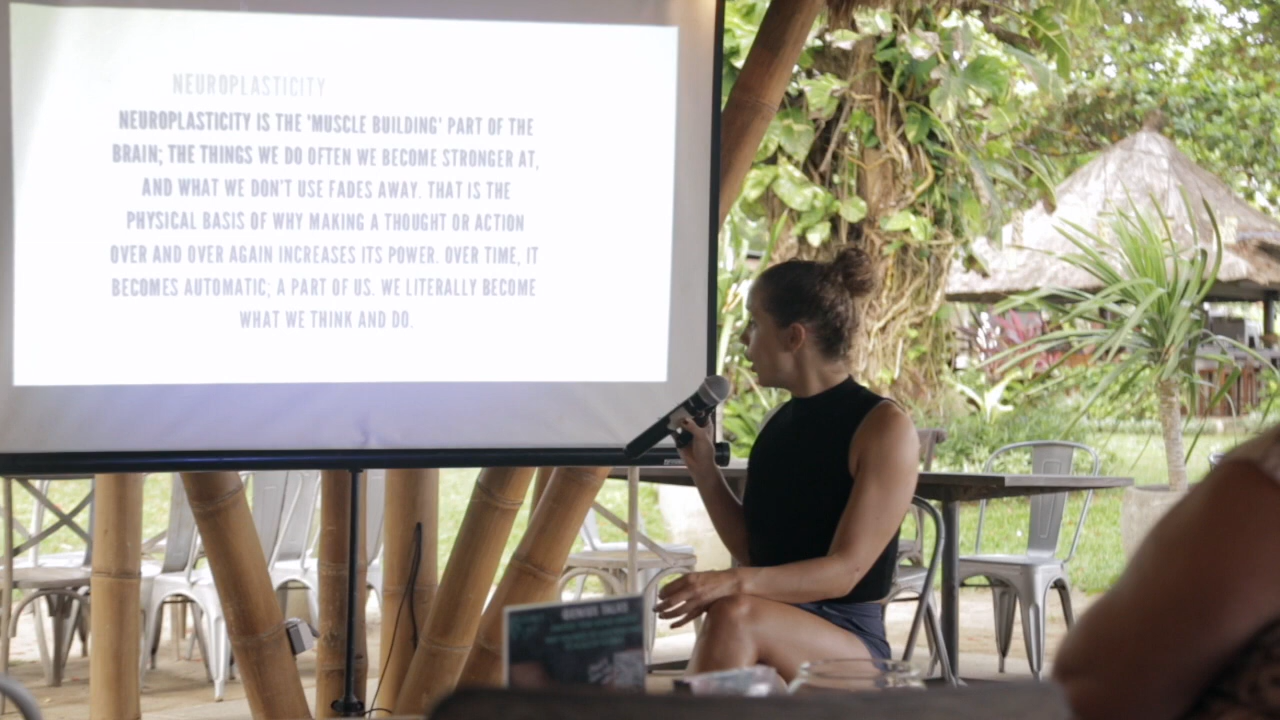 NEUROPLASTICITY
NEUROPLASTICITY IS THE 'MUSCLE BUILDING' PART OF THE
BRAIN; THE THINGS WE DO OFTEN WE BECOME STRONGER AT,
AND WHAT WE DON'T USE FADES AWAY. THAT IS THE
PHYSICAL BASIS OF WHY MAKING A THOUGHT OR ACTION
OVER AND OVER AGAIN INCREASES ITS POWER. OVER TIME, IT
BECOMES AUTOMATIC; A PART OF US. WE LITERALLY BECOME
WHAT WE THINK AND DO.
GENIUS TALKS